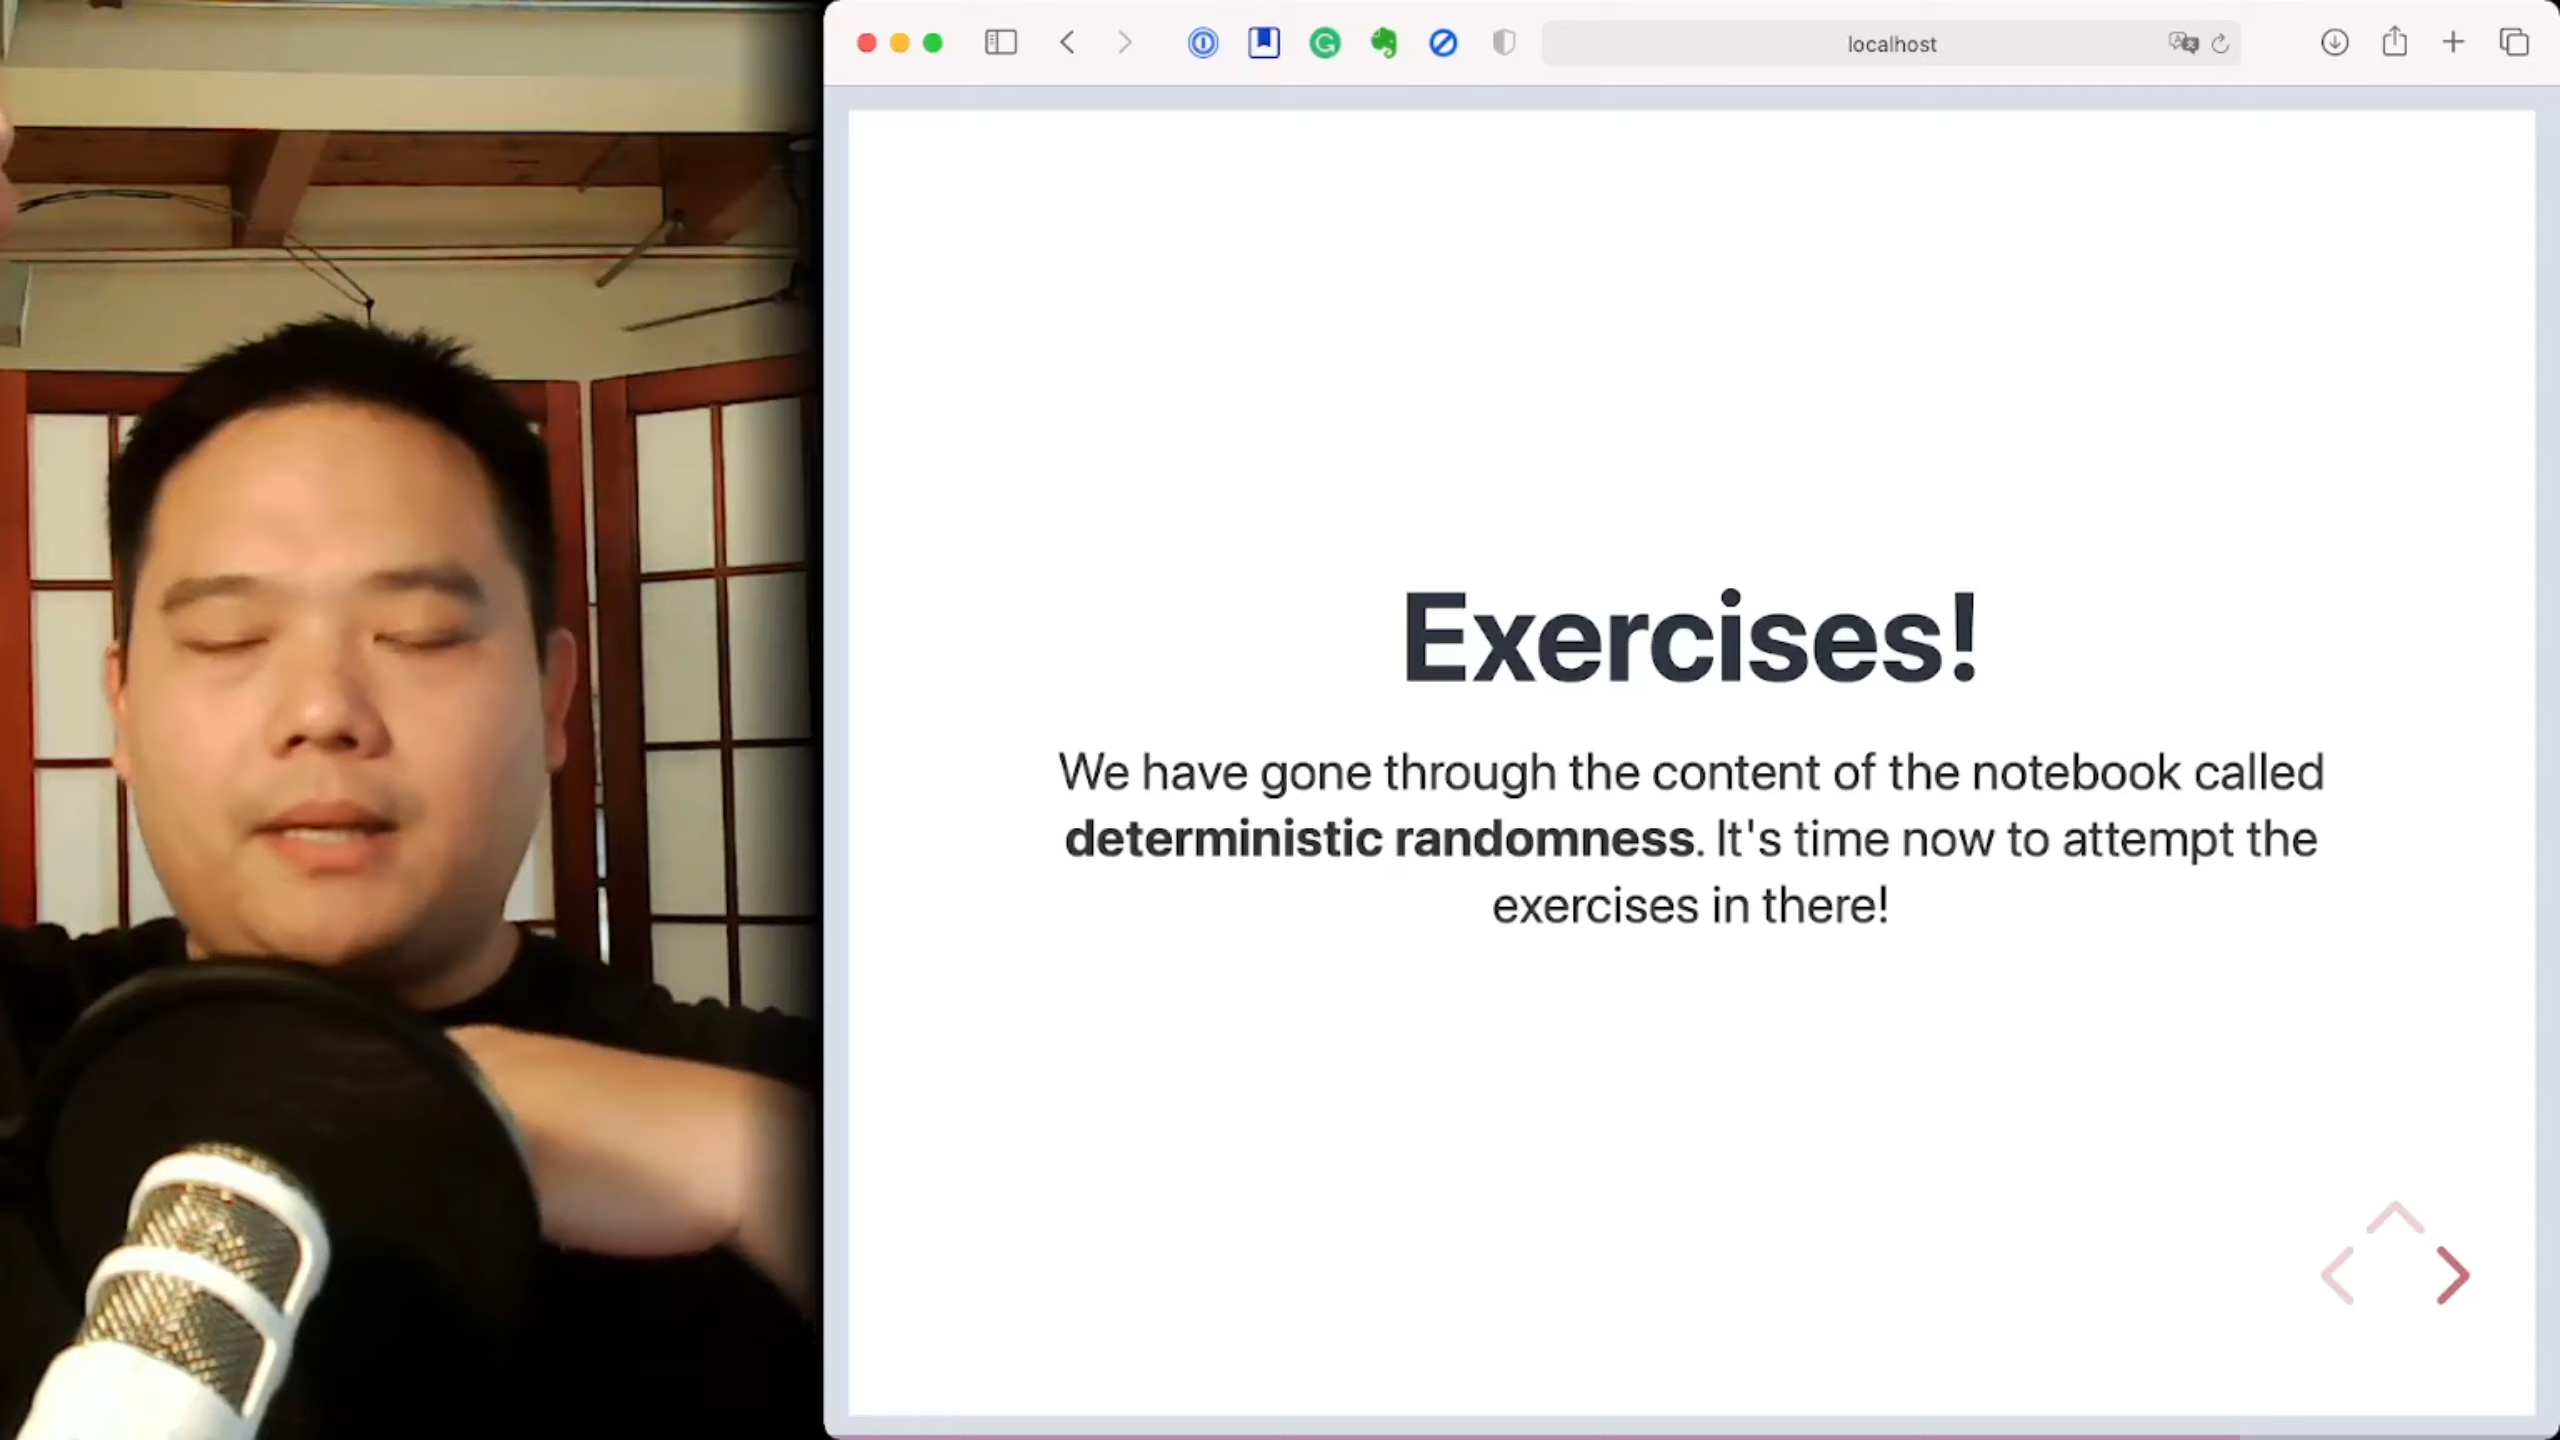 localhost
Exercises!
We have gone through the content of the notebook called
deterministic randomness. It's time now to attempt the
exercises in there!